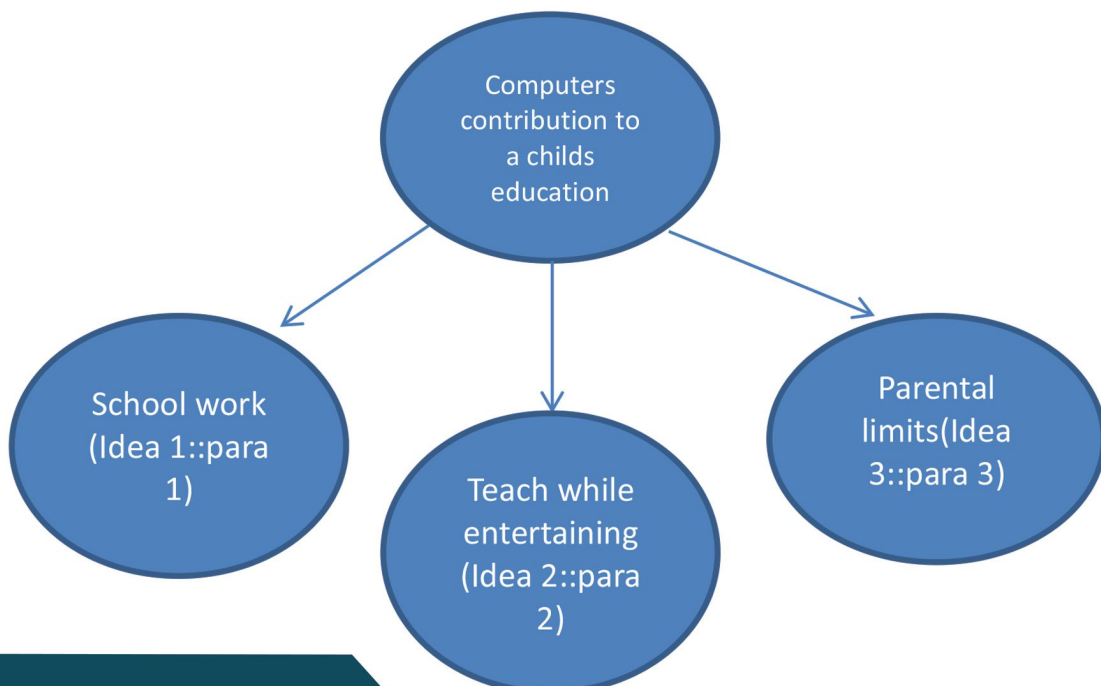 Computers
contribution to
a childs
education
School work
(Idea 1::para
1)
Teach while
entertaining
(Idea 2::para
2)
Parental
limits(Idea
3::para 3)